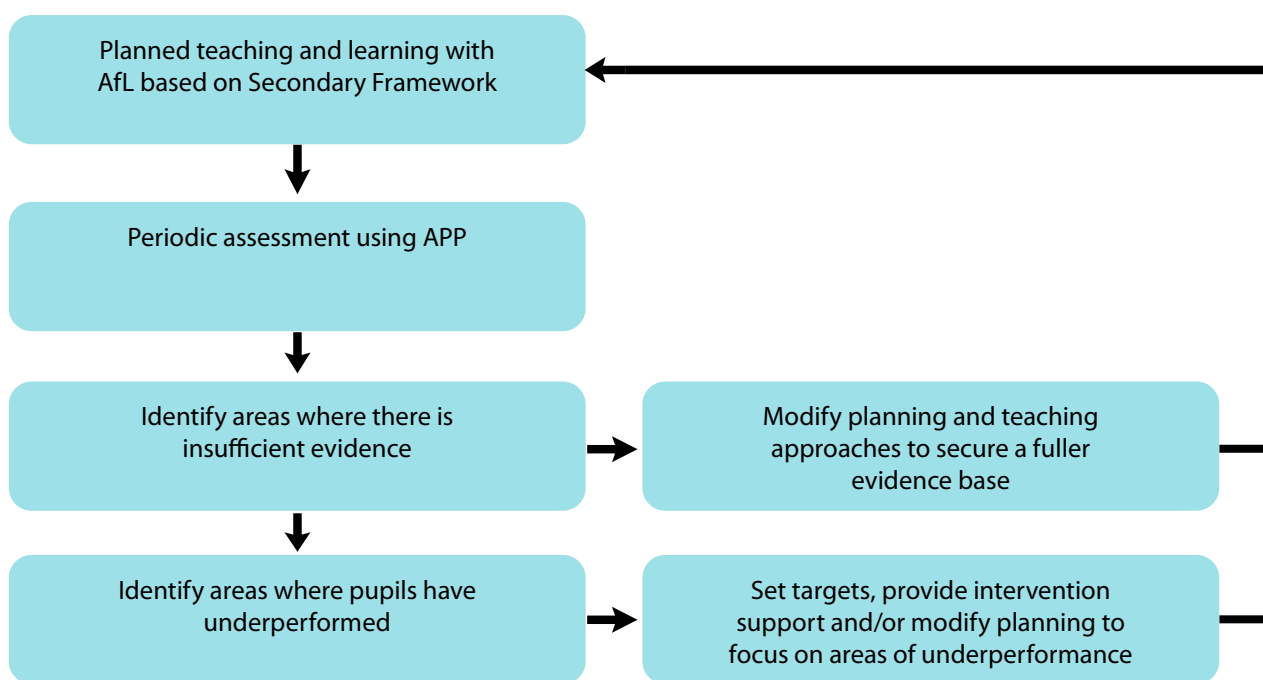 Planned teaching and learning with
AfL based on Secondary Framework
Periodic assessment using APP
Identify areas where there is
insufficient evidence
Modify planning and teaching
approaches to secure a fuller
evidence base
Identify areas where pupils have
underperformed
Set targets, provide intervention
support and/or modify planning to
focus on areas of underperformance